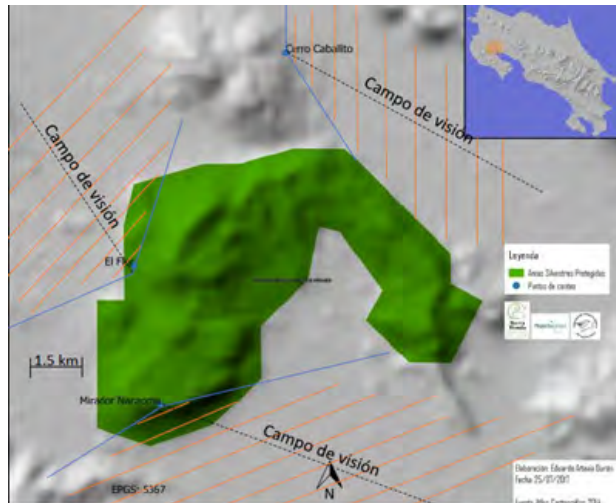 Cerro Caballito
Campo de visión
Campo de visión
El Fi
Leyenda
Áreas Silvestres Protegidas
Puntos de conteo
1.5 km
Mirador Naranjo
Campo de visión
EPGS: 5367
N
Elaboración: Eduardo Artavia Durán
Fecha 25/07/2017